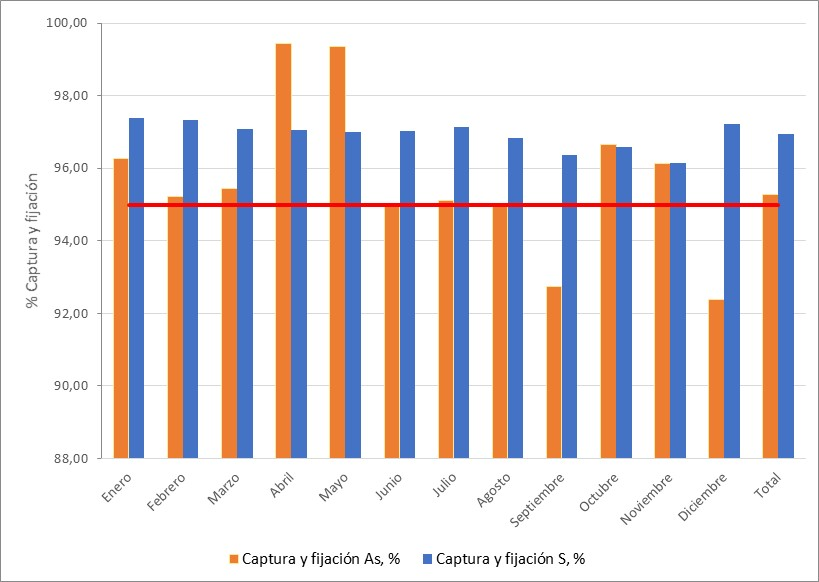 100,00
98,00
96,00
94,00
92,00
90,00
88,00
% Captura y fijación
Enero
Febrero
Marzo
Abril
Mayo
Junio
Julio
Agosto
Septiembre
Octubre
Noviembre
Diciembre
Total
Captura y fijación As, % Captura y fijación S, %